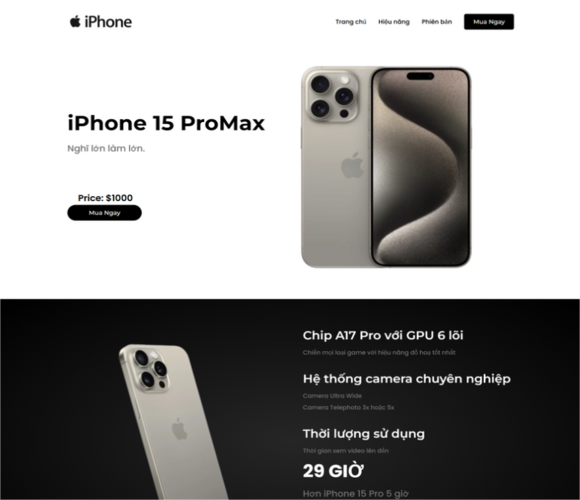 iPhone
Trang chủ
Hiệu năng
Phiên bản
Mua Ngay
iPhone 15 ProMax
Nghĩ lớn làm lớn.
Price: $1000
Mua Ngay
Chip A17 Pro với GPU 6 lõi
Chiến mọi loại game với hiệu năng đồ hoạ tốt nhất
Hệ thống camera chuyên nghiệp
Camera Ultra Wide
Camera Telephoto 3x hoặc 5x
Thời lượng sử dụng
Thời gian xem video lên đến
29 GIỜ
Hơn iPhone 15 Pro 5 giờ